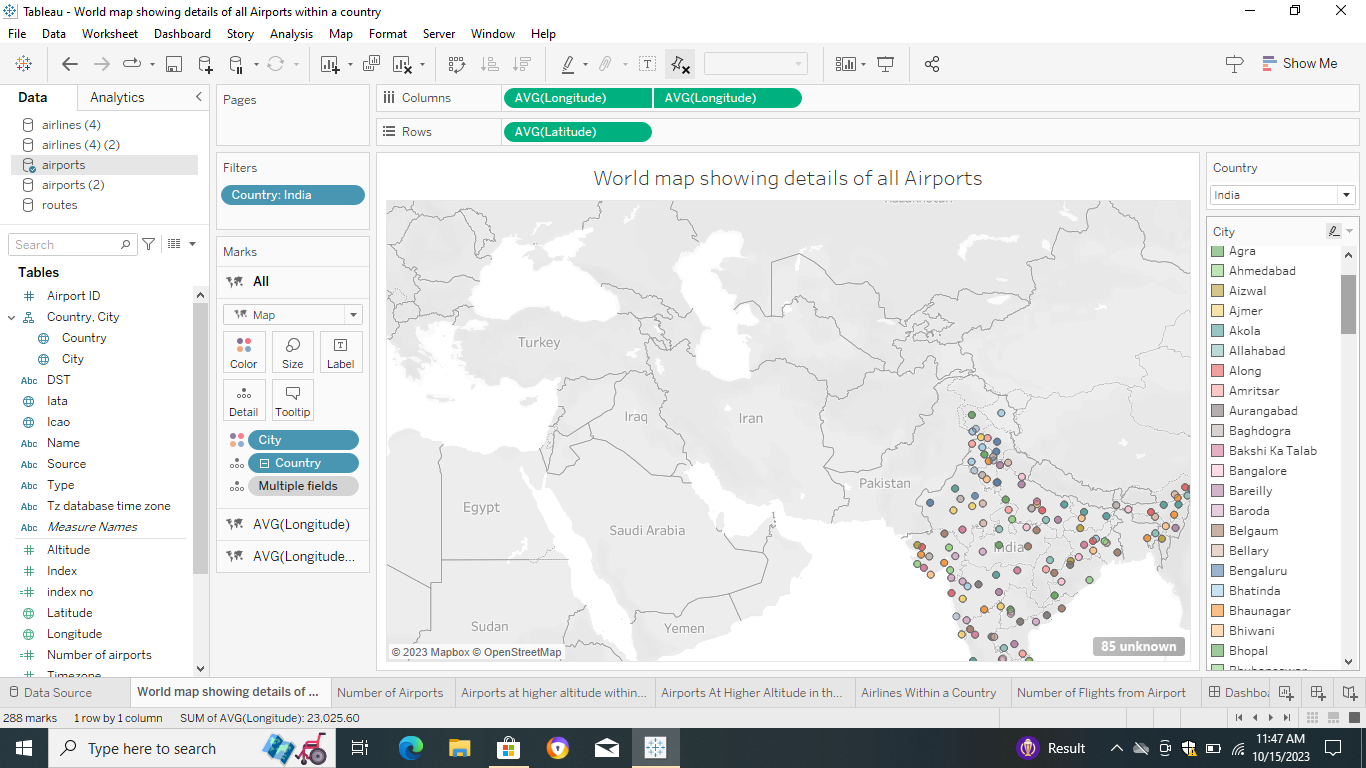 Tableau - World map showing details of all Airports within a country
File Data Worksheet Dashboard Story Analysis Map Format Server Window Help
Show Me
Data Analytics
airlines (4)
airlines (4) (2)
airports
airports (2)
routes
Search
Tables
Airport ID
Country, City
Country
City
Abc DST
Iata
Icao
Abc Name
Abc Source
Abc Type
Abc Tz database time zone
Abc Measure Names
Altitude
Index
index no
Latitude
Longitude
Number of airports
Timezone
Pages
Filters
Country: India
Marks
All
Map
Color Size Label
Detail Tooltip
City
Country
Multiple fields
AVG(Longitude)
AVG(Longitude...
Columns AVG(Longitude) AVG(Longitude)
Rows AVG(Latitude)
World map showing details of all Airports
Kazakhstan
Turkey
Iraq
Iran
Pakistan
Egypt
Saudi Arabia
India
Sudan
Yemen
© 2023 Mapbox © OpenStreetMap
85 unknown
Country
India
City
Agra
Ahmedabad
Aizwal
Ajmer
Akola
Allahabad
Along
Amritsar
Aurangabad
Baghdogra
Bakshi Ka Talab
Bangalore
Bareilly
Baroda
Belgaum
Bellary
Bengaluru
Bhatinda
Bhaunagar
Bhiwani
Bhopal
Bhubaneswar
Data Source World map showing details of ... Number of Airports Airports at higher altitude within... Airports At Higher Altitude in th... Airlines Within a Country Number of Flights from Airport Dashbo
288 marks 1 row by 1 column SUM of AVG(Longitude): 23,025.60
Type here to search
Result
11:47 AM
10/15/2023